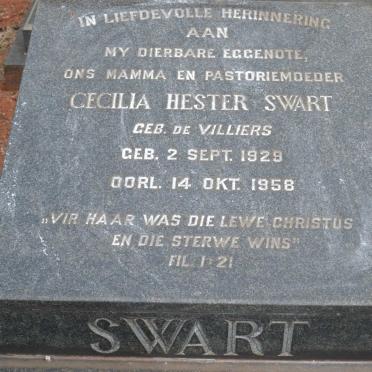 IN LIEFDEVOLLE HERINNERING
AAN
MY DIERBARE EGGENOTE,
ONS MAMMA EN PASTORIEMOEDER
CECILIA HESTER SWART
GEB. DE VILLIERS
GEB. 2 SEPT. 1929
OORL. 14 OKT. 1958
„VIR HAAR WAS DIE LEWE CHRISTUS
EN DIE STERWE WINS"
FIL. 1:21
SWART